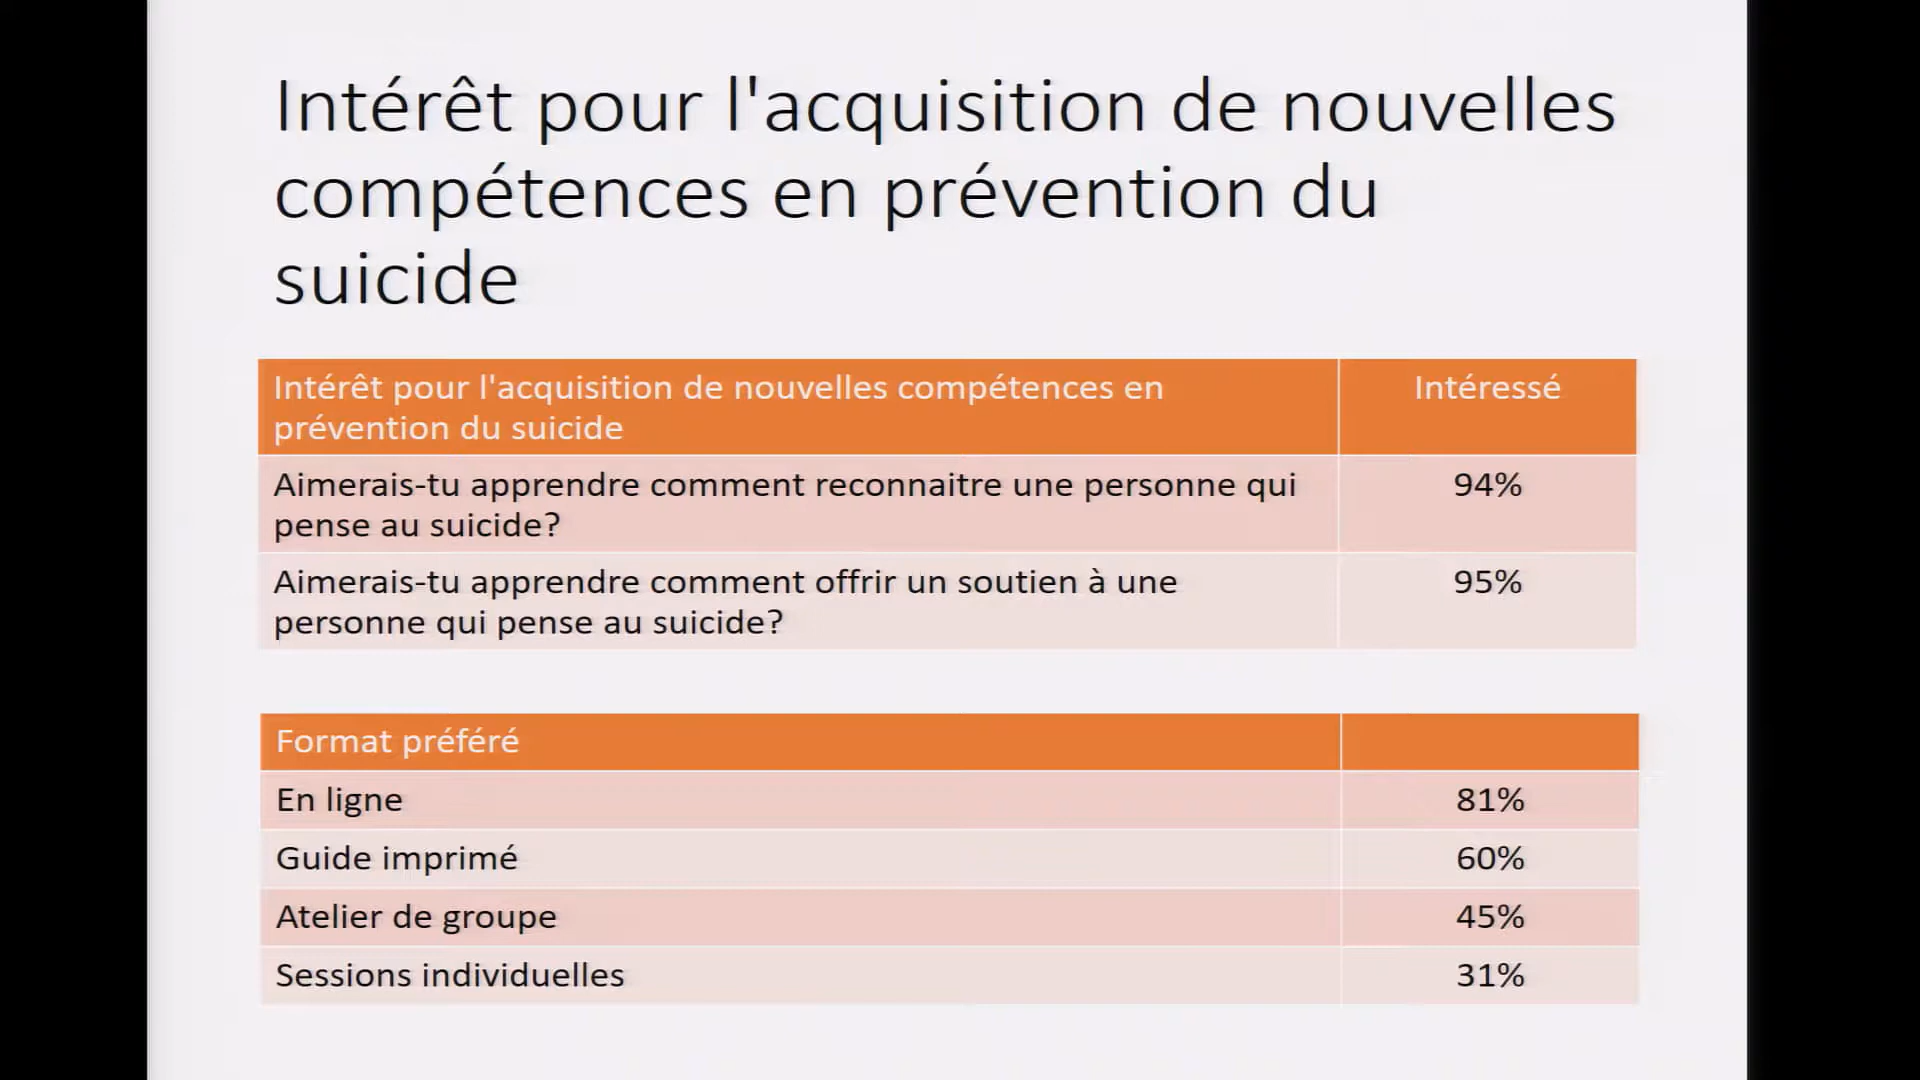 Intérêt pour l'acquisition de nouvelles
compétences en prévention du
suicide
Intérêt pour l'acquisition de nouvelles compétences en
prévention du suicide
Intéressé
Aimerais-tu apprendre comment reconnaitre une personne qui
pense au suicide?
94%
Aimerais-tu apprendre comment offrir un soutien à une
personne qui pense au suicide?
95%
Format préféré
En ligne 81%
Guide imprimé 60%
Atelier de groupe 45%
Sessions individuelles 31%